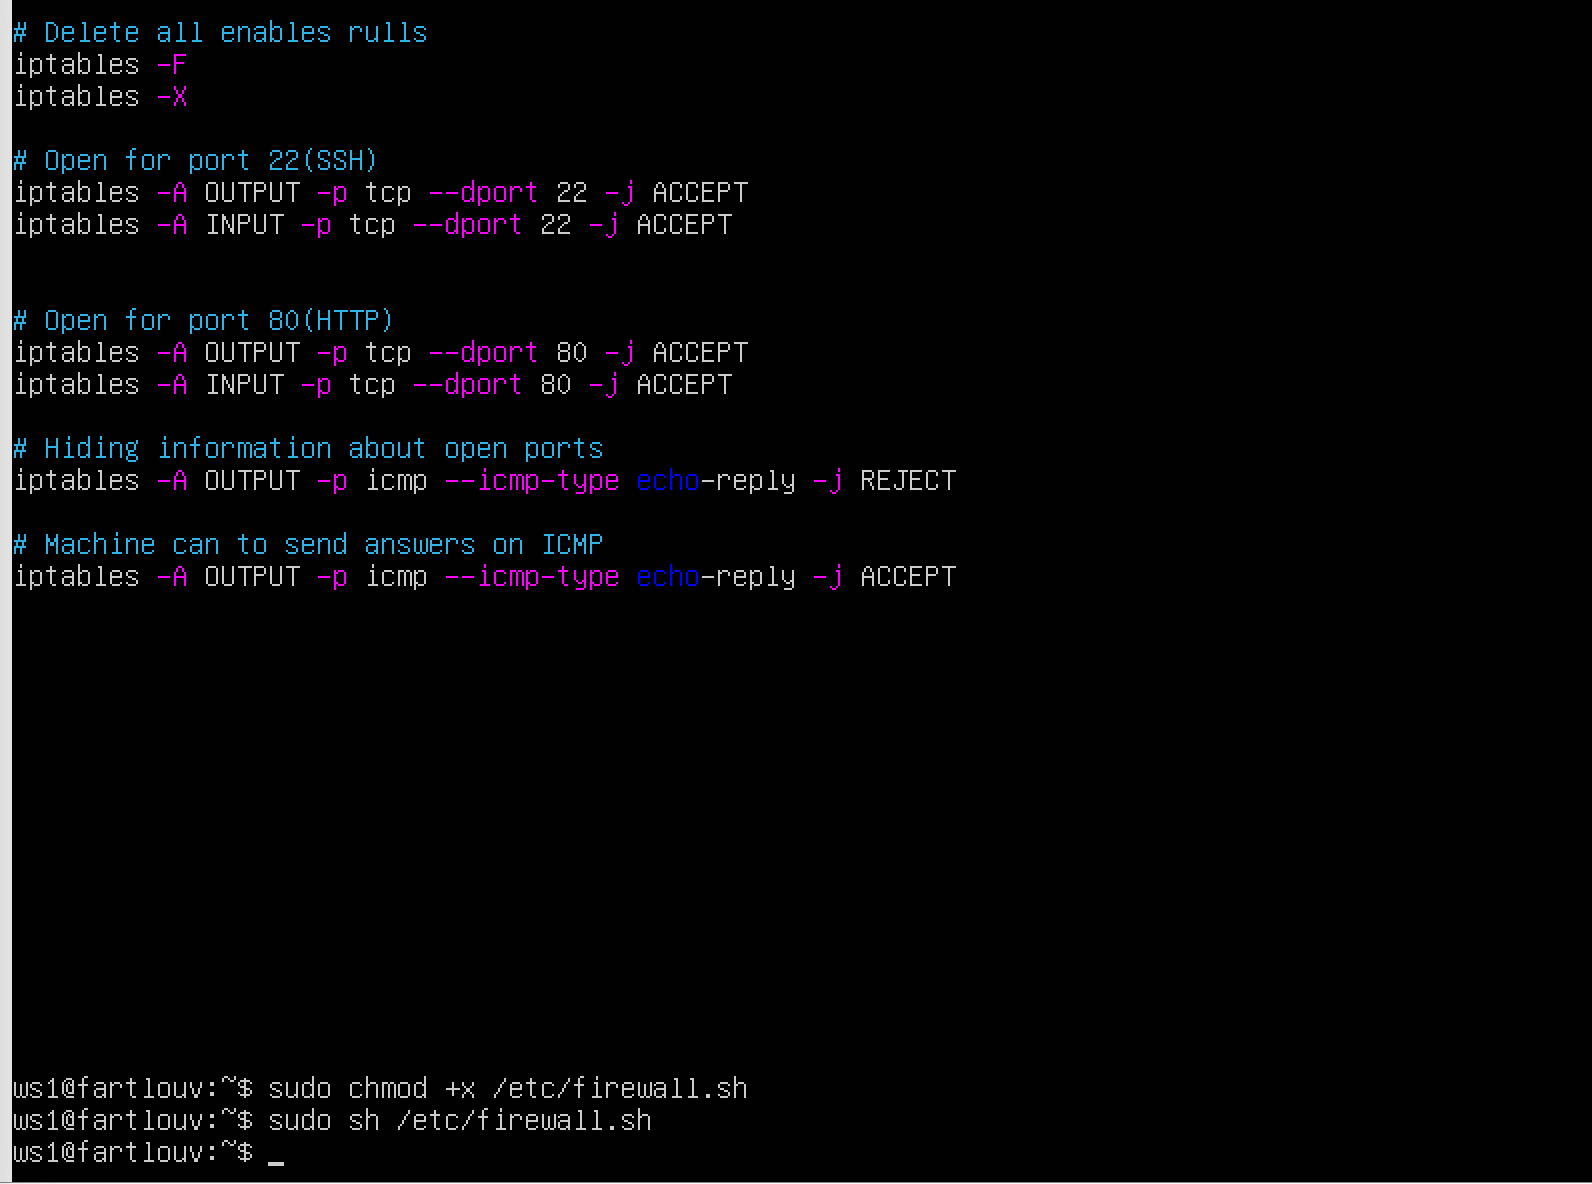 # Delete all enables rulls
iptables -F
iptables -X
# Open for port 22(SSH)
iptables -A OUTPUT -p tcp --dport 22 -j ACCEPT
iptables -A INPUT -p tcp --dport 22 -j ACCEPT
# Open for port 80(HTTP)
iptables -A OUTPUT -p tcp --dport 80 -j ACCEPT
iptables -A INPUT -p tcp --dport 80 -j ACCEPT
# Hiding information about open ports
iptables -A OUTPUT -p icmp --icmp-type echo-reply -j REJECT
# Machine can to send answers on ICMP
iptables -A OUTPUT -p icmp --icmp-type echo-reply -j ACCEPT
ws1@fartlouv:~$ sudo chmod +x /etc/firewall.sh
ws1@fartlouv:~$ sudo sh /etc/firewall.sh
ws1@fartlouv:~$ _